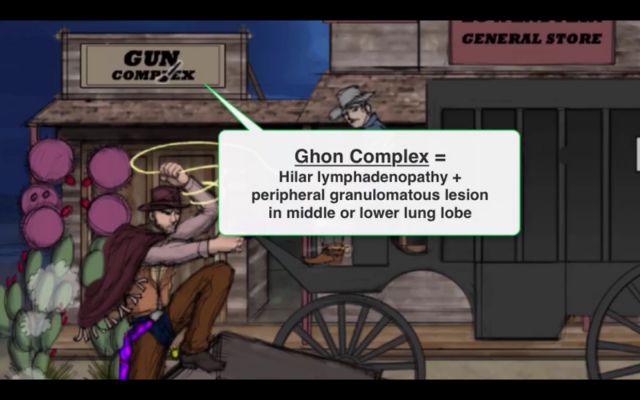 GUN
COMPLEX
GENERAL STORE
Ghon Complex =
Hilar lymphadenopathy +
peripheral granulomatous lesion
in middle or lower lung lobe